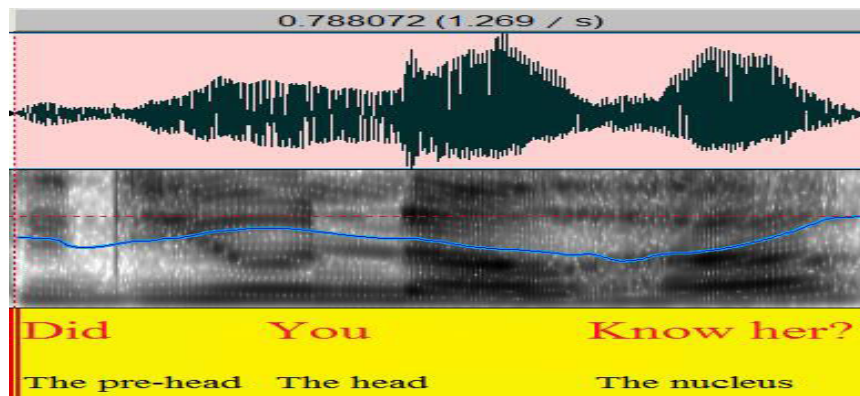 0.788072 (1.269 / s)
Did You Know her?
The pre-head The head The nucleus